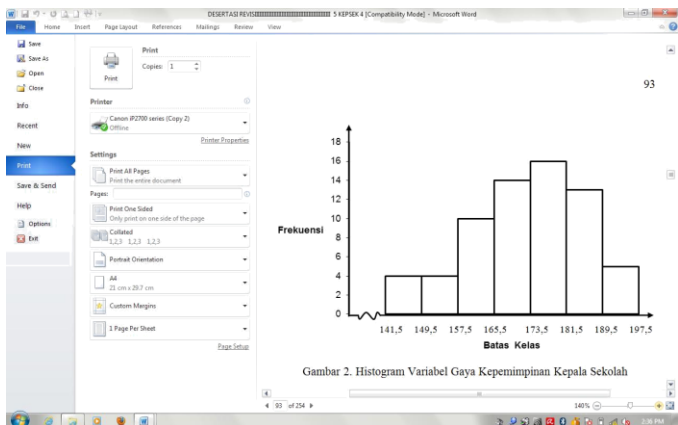 DESERTASI REVISIIIIIIIIIIIIIIIIIIIIIIIIIIIIIIIIIIIIII 5 KEPSEK 4 [Compatibility Mode] - Microsoft Word
File Home Insert Page Layout References Mailings Review View
Save
Save As
Open
Close
Info
Recent
New
Print
Save & Send
Help
Options
Exit
Print
Print
Copies: 1
Printer
Canon iP2700 series (Copy 2)
Offline
Printer Properties
Settings
Print All Pages
Print the entire document
Pages:
Print One Sided
Only print on one side of the page
Collated
1,2,3 1,2,3 1,2,3
Portrait Orientation
A4
21 cm x 29.7 cm
Custom Margins
1 Page Per Sheet
Page Setup
93
18
16
14
12
10
Frekuensi
8
6
4
2
0
141,5 149,5 157,5 165,5 173,5 181,5 189,5 197,5
Batas Kelas
Gambar 2. Histogram Variabel Gaya Kepemimpinan Kepala Sekolah
93 of 254
140%
2:36 PM